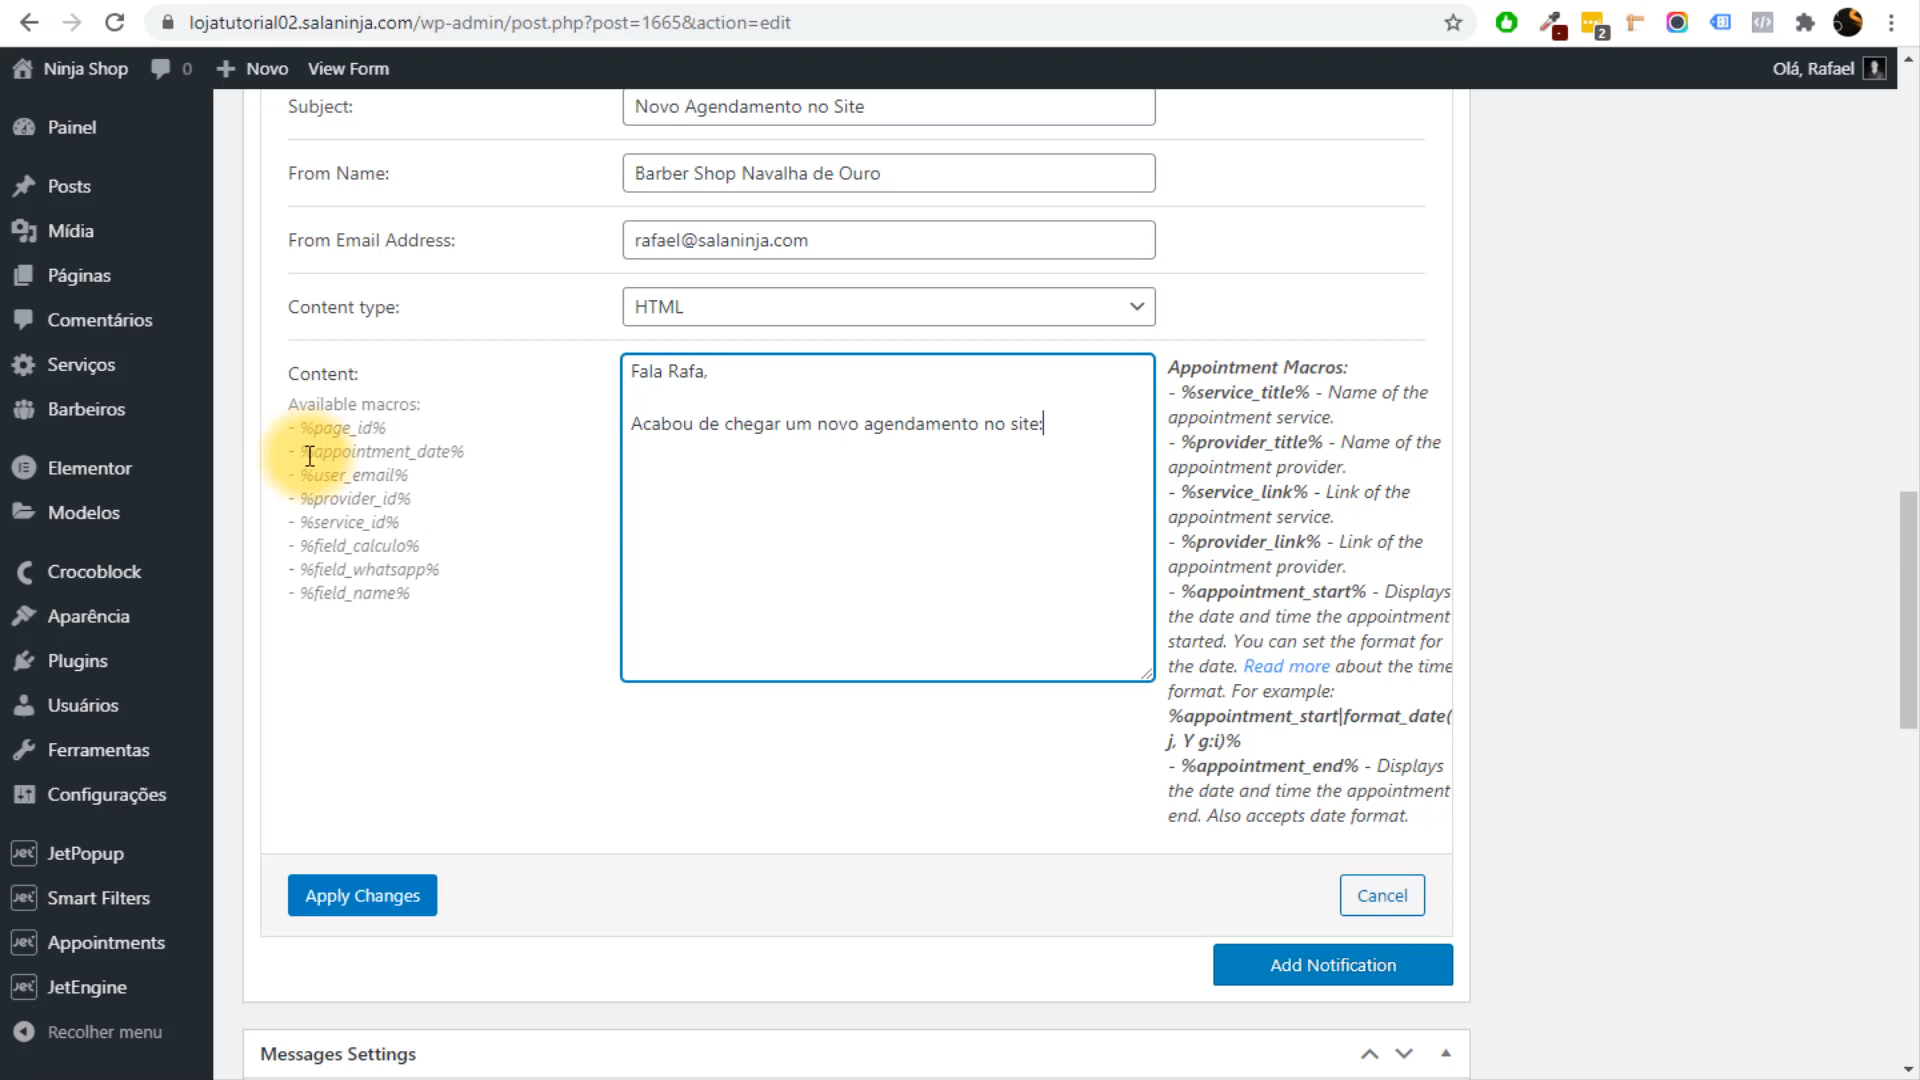 lojatutorial02.salaninja.com/wp-admin/post.php?post=1665&action=edit
2
Ninja Shop
0
Novo
View Form
Olá, Rafael
Painel
Posts
Mídia
Páginas
Comentários
Serviços
Barbeiros
Elementor
Modelos
Crocoblock
Aparência
Plugins
Usuários
Ferramentas
Configurações
Jet JetPopup
Jet Smart Filters
Jet Appointments
Jet JetEngine
Recolher menu
Subject:
Novo Agendamento no Site
From Name:
Barber Shop Navalha de Ouro
From Email Address:
rafael@salaninja.com
Content type:
HTML
Content:
Available macros:
- %page_id%
- %appointment_date%
- %user_email%
- %provider_id%
- %service_id%
- %field_calculo%
- %field_whatsapp%
- %field_name%
Fala Rafa,
Acabou de chegar um novo agendamento no site:
Appointment Macros:
- %service_title% - Name of the
appointment service.
- %provider_title% - Name of the
appointment provider.
- %service_link% - Link of the
appointment service.
- %provider_link% - Link of the
appointment provider.
- %appointment_start% - Displays
the date and time the appointment
started. You can set the format for
the date. Read more about the time
format. For example:
%appointment_start|format_date(
j, Y g:i)%
- %appointment_end% - Displays
the date and time the appointment
end. Also accepts date format.
Apply Changes
Cancel
Add Notification
Messages Settings